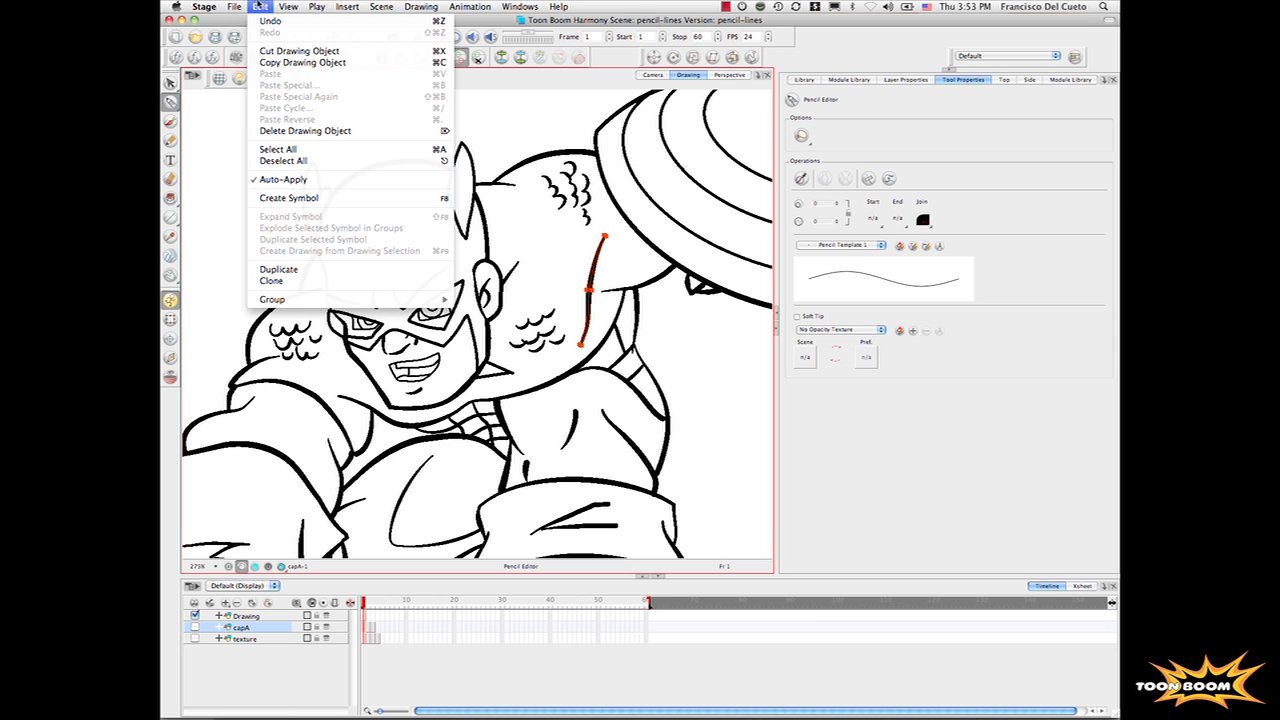 Stage File Edit View Play Insert Scene Drawing Animation Windows Help Thu 3:53 PM Francisco Del Cueto
Toon Boom Harmony Scene: pencil-lines Version: pencil-lines
Frame 1 Start 1 Stop 60 FPS 24
Default
Undo ⌘Z
Redo ⇧⌘Z
Cut Drawing Object ⌘X
Copy Drawing Object ⌘C
Paste ⌘V
Paste Special... ⌘B
Paste Special Again ⇧⌘B
Paste Cycle... ⌘/
Paste Reverse ⌘.
Delete Drawing Object
Select All ⌘A
Deselect All
✓ Auto-Apply
Create Symbol F8
Expand Symbol ⇧F8
Explode Selected Symbol in Groups
Duplicate Selected Symbol
Create Drawing from Drawing Selection ⌘F9
Duplicate
Clone
Group
Camera Drawing Perspective
Library Module Library Layer Properties Tool Properties Top Side Module Library
Pencil Editor
Options
Operations
Start End Join
0 n/a n/a
0
Pencil Template 1
Soft Tip
No Opacity Texture
Scene Pref.
n/a n/a
275% capA-1 Pencil Editor Fr 1
Default (Display) Timeline Xsheet
10 20 30 40 50
Drawing
capA
texture
TOON BOOM